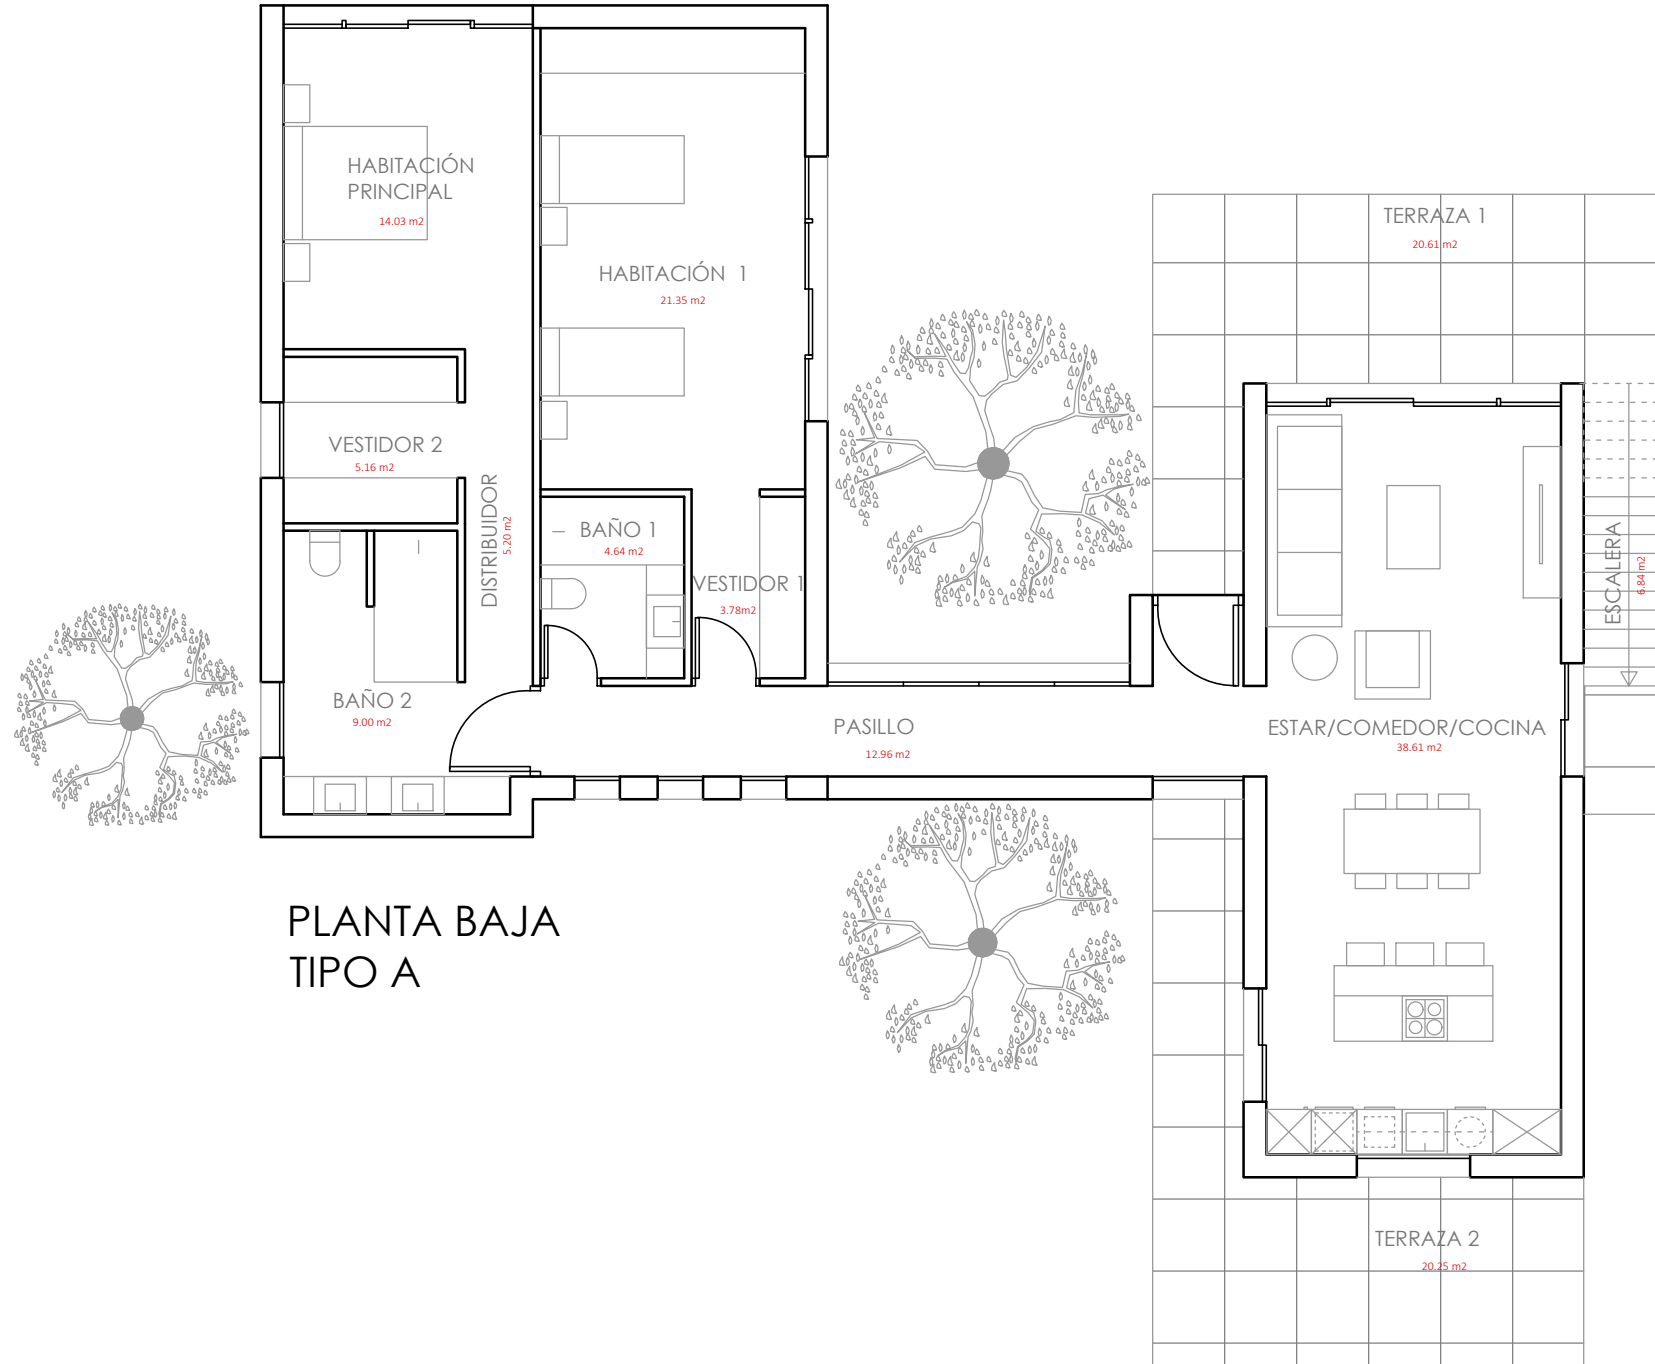 HABITACIÓN
PRINCIPAL
14.03 m2
HABITACIÓN 1
21.35 m2
TERRAZA 1
20.61 m2
VESTIDOR 2
5.16 m2
DISTRIBUIDOR
5.20 m2
BAÑO 1
4.64 m2
VESTIDOR 1
3.78m2
ESCALERA
6.84 m2
BAÑO 2
9.00 m2
PASILLO
12.96 m2
ESTAR/COMEDOR/COCINA
38.61 m2
PLANTA BAJA
TIPO A
TERRAZA 2
20.25 m2